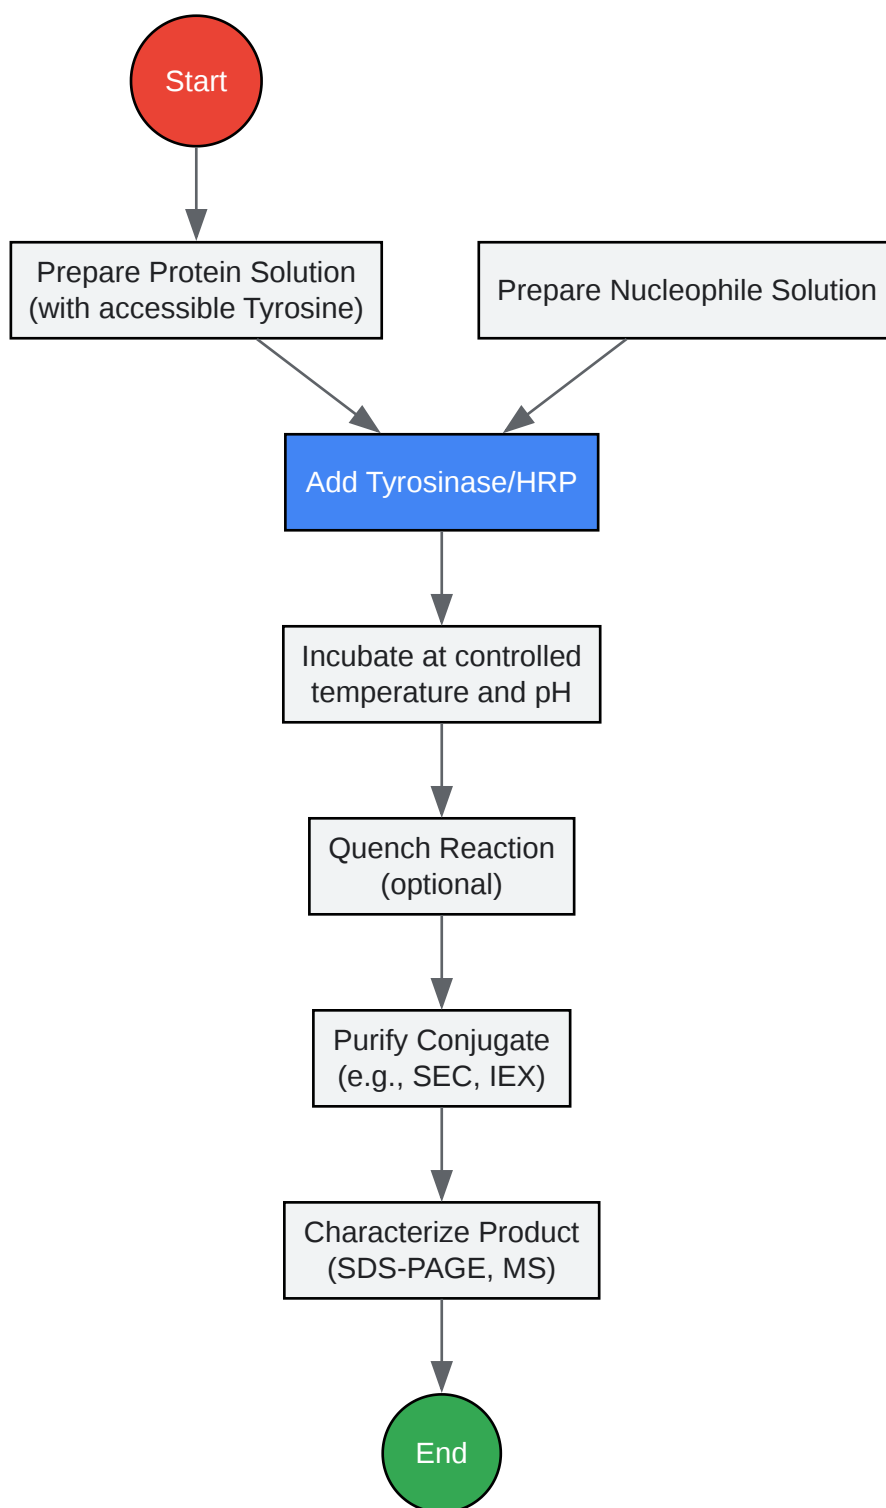 Start
Prepare Protein Solution
(with accessible Tyrosine)
Prepare Nucleophile Solution
Add Tyrosinase/HRP
Incubate at controlled
temperature and pH
Quench Reaction
(optional)
Purify Conjugate
(e.g., SEC, IEX)
Characterize Product
(SDS-PAGE, MS)
End